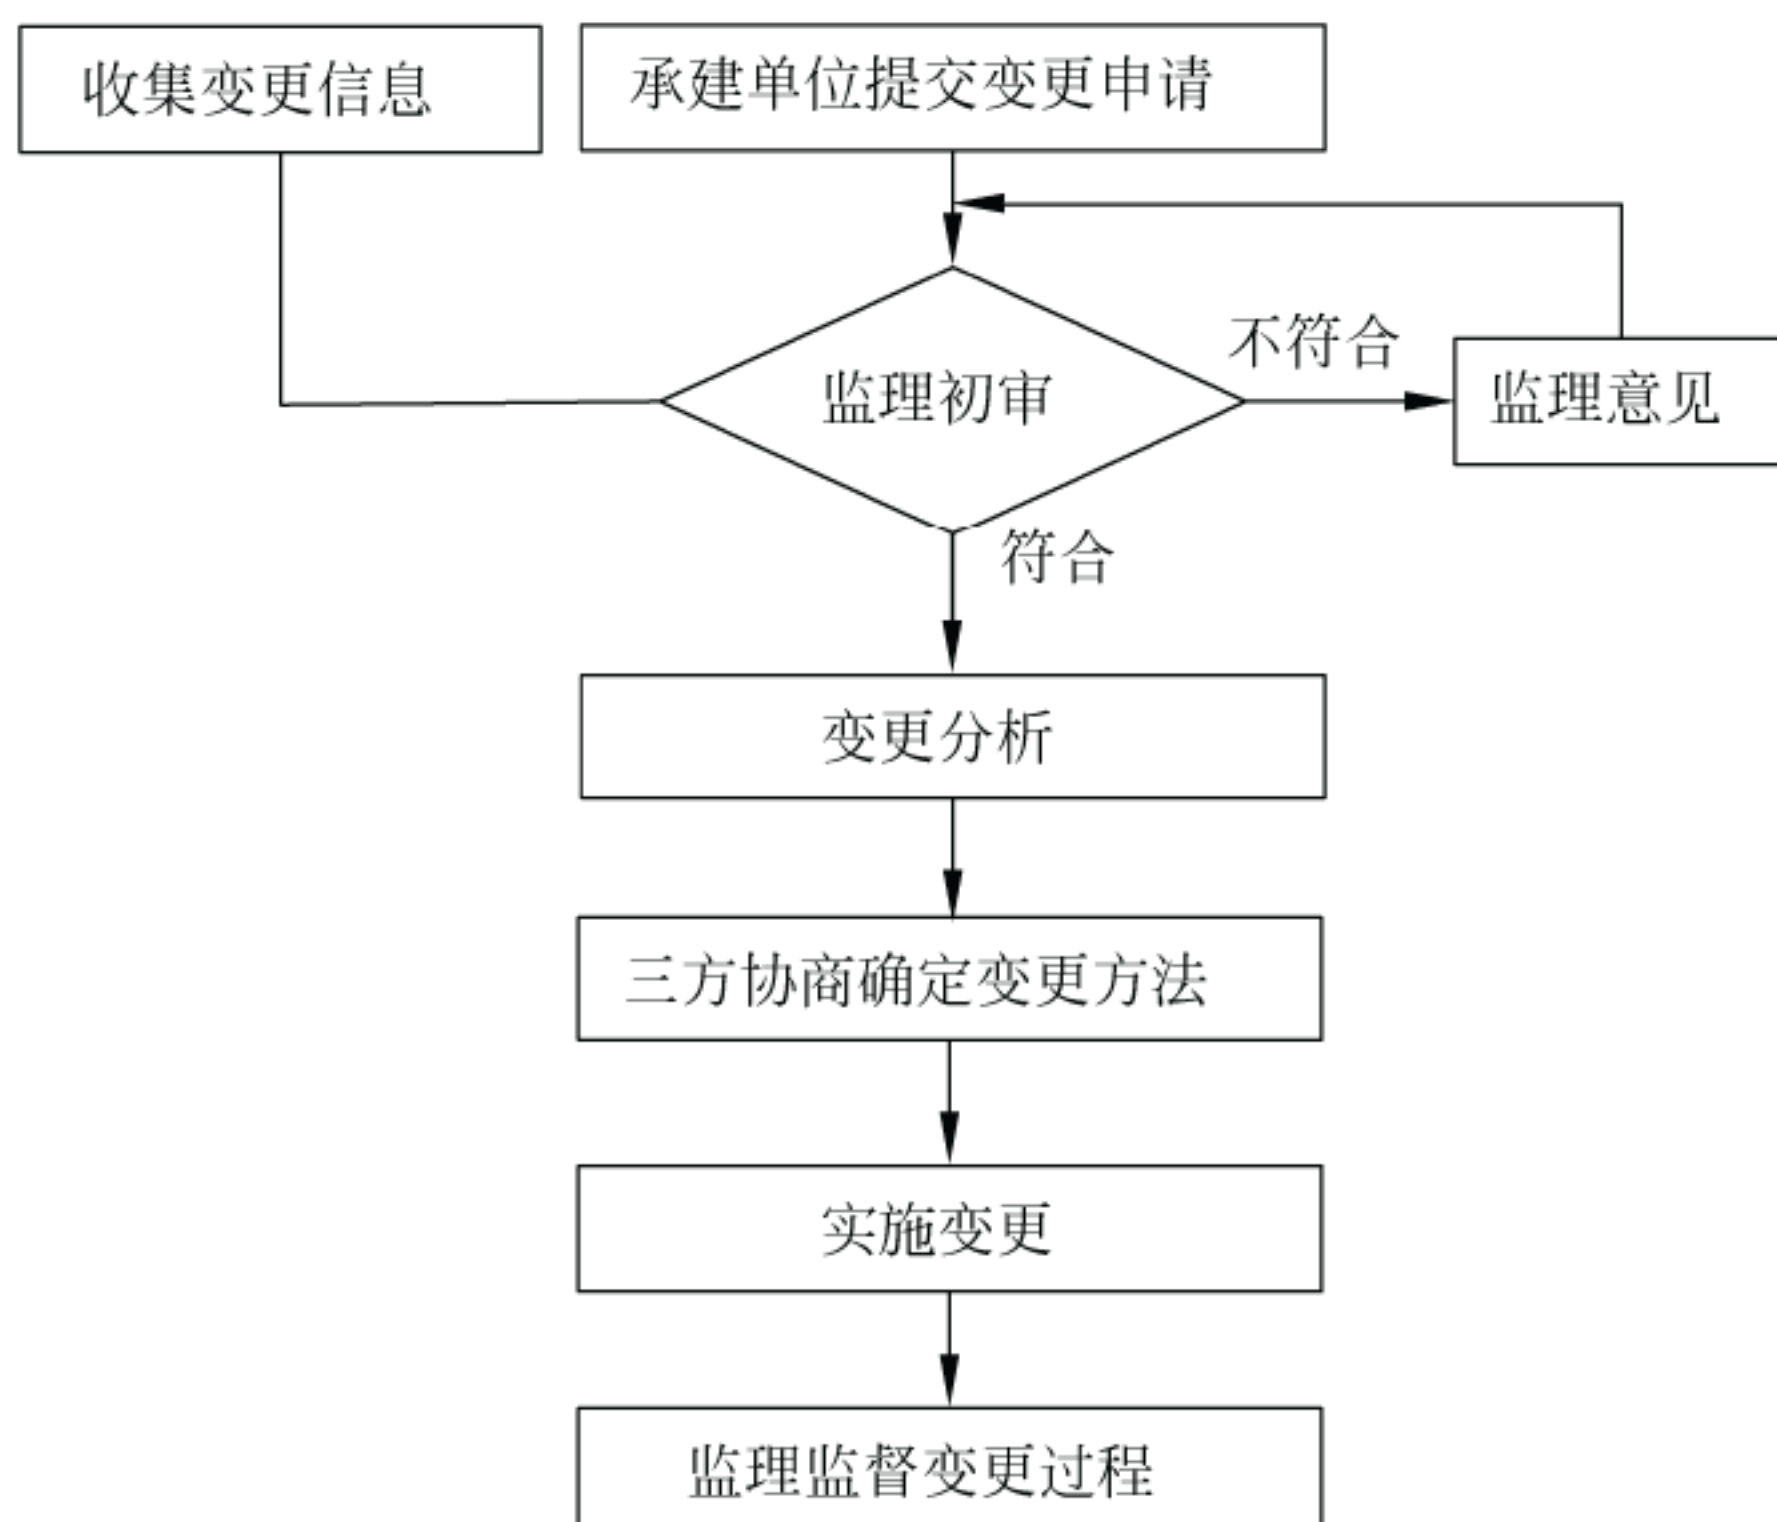 收集变更信息
承建单位提交变更申请
不符合
监理初审
监理意见
符合
变更分析
三方协商确定变更方法
实施变更
监理监督变更过程